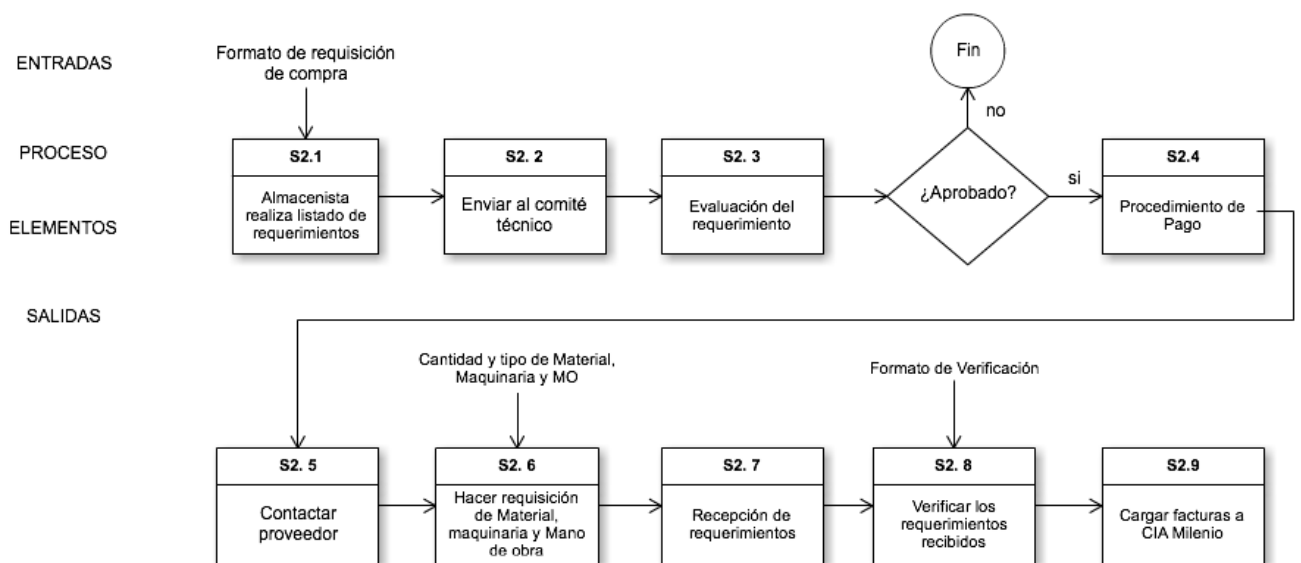 ENTRADAS
Formato de requisición
de compra
Fin
no
PROCESO
S2.1
Almacenista
realiza listado de
requerimientos
S2. 2
Enviar al comité
técnico
S2. 3
Evaluación del
requerimiento
¿Aprobado?
si
S2.4
Procedimiento de
Pago
ELEMENTOS
SALIDAS
Cantidad y tipo de Material,
Maquinaria y MO
Formato de Verificación
S2. 5
Contactar
proveedor
S2. 6
Hacer requisición
de Material,
maquinaria y Mano
de obra
S2. 7
Recepción de
requerimientos
S2. 8
Verificar los
requerimientos
recibidos
S2.9
Cargar facturas a
CIA Milenio